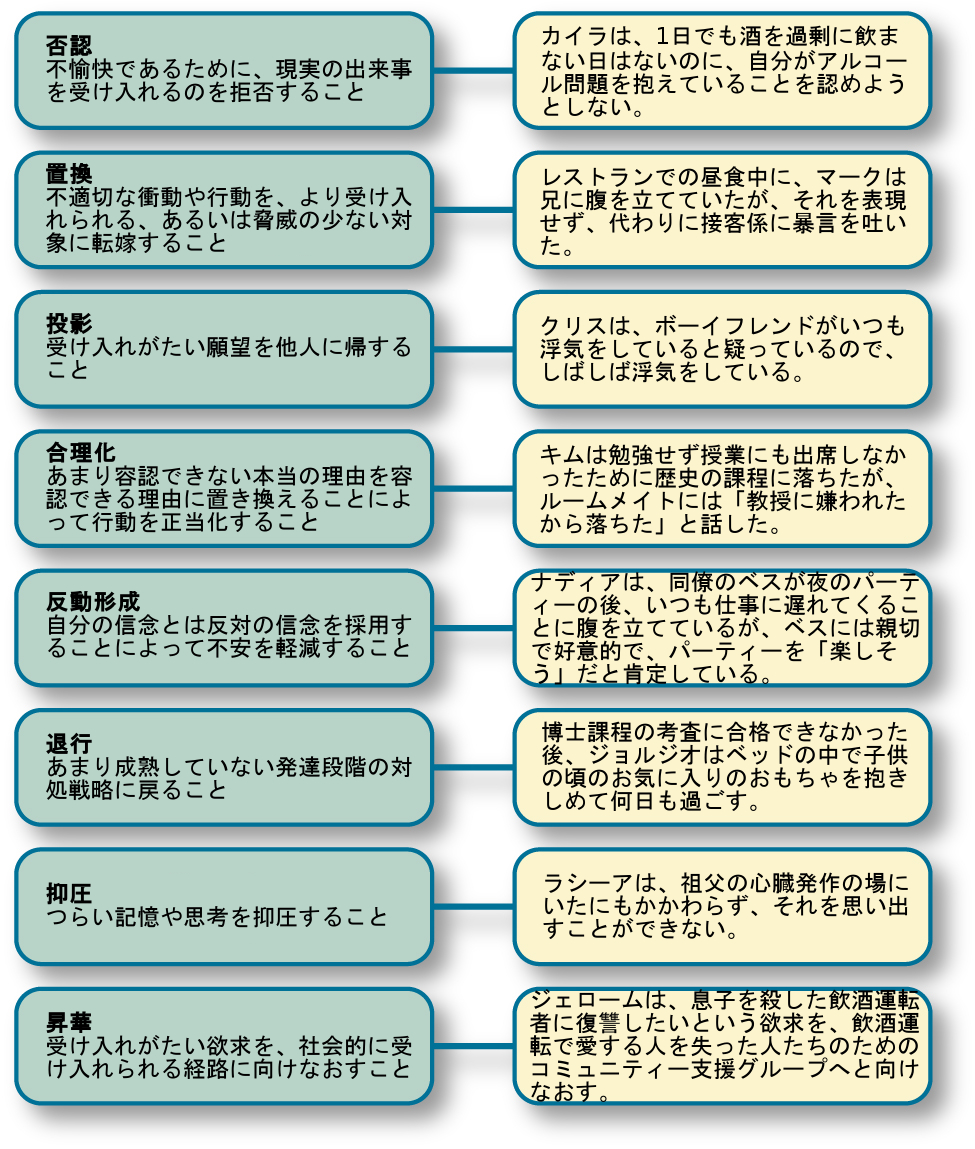 否認
不愉快であるために、現実の出来事
を受け入れるのを拒否すること
カイラは、1日でも酒を過剰に飲ま
ない日はないのに、自分がアルコー
ル問題を抱えていることを認めよう
としない。
置換
不適切な衝動や行動を、より受け入
れられる、あるいは脅威の少ない対
象に転嫁すること
レストランでの昼食中に、マークは
兄に腹を立てていたが、それを表現
せず、代わりに接客係に暴言を吐い
た。
投影
受け入れがたい願望を他人に帰する
こと
クリスは、ボーイフレンドがいつも
浮気をしていると疑っているので、
しばしば浮気をしている。
合理化
あまり容認できない本当の理由を容
認できる理由に置き換えることによ
って行動を正当化すること
キムは勉強せず授業にも出席しなか
ったために歴史の課程に落ちたが、
ルームメイトには「教授に嫌われた
から落ちた」と話した。
反動形成
自分の信念とは反対の信念を採用す
ることによって不安を軽減すること
ナディアは、同僚のベスが夜のパーテ
ィーの後、いつも仕事に遅れてくるこ
とに腹を立てているが、ベスには親切
で好意的で、パーティーを「楽しそ
う」だと肯定している。
退行
あまり成熟していない発達段階の対
処戦略に戻ること
博士課程の考査に合格できなかった
後、ジョルジオはベッドの中で子供
の頃のお気に入りのおもちゃを抱き
しめて何日も過ごす。
抑圧
つらい記憶や思考を抑圧すること
ラシーアは、祖父の心臓発作の場に
いたにもかかわらず、それを思い出
すことができない。
昇華
受け入れがたい欲求を、社会的に受
け入れられる経路に向けなおすこと
ジェロームは、息子を殺した飲酒運転
者に復讐したいという欲求を、飲酒運
転で愛する人を失った人たちのための
コミュニティー支援グループへと向け
なおす。